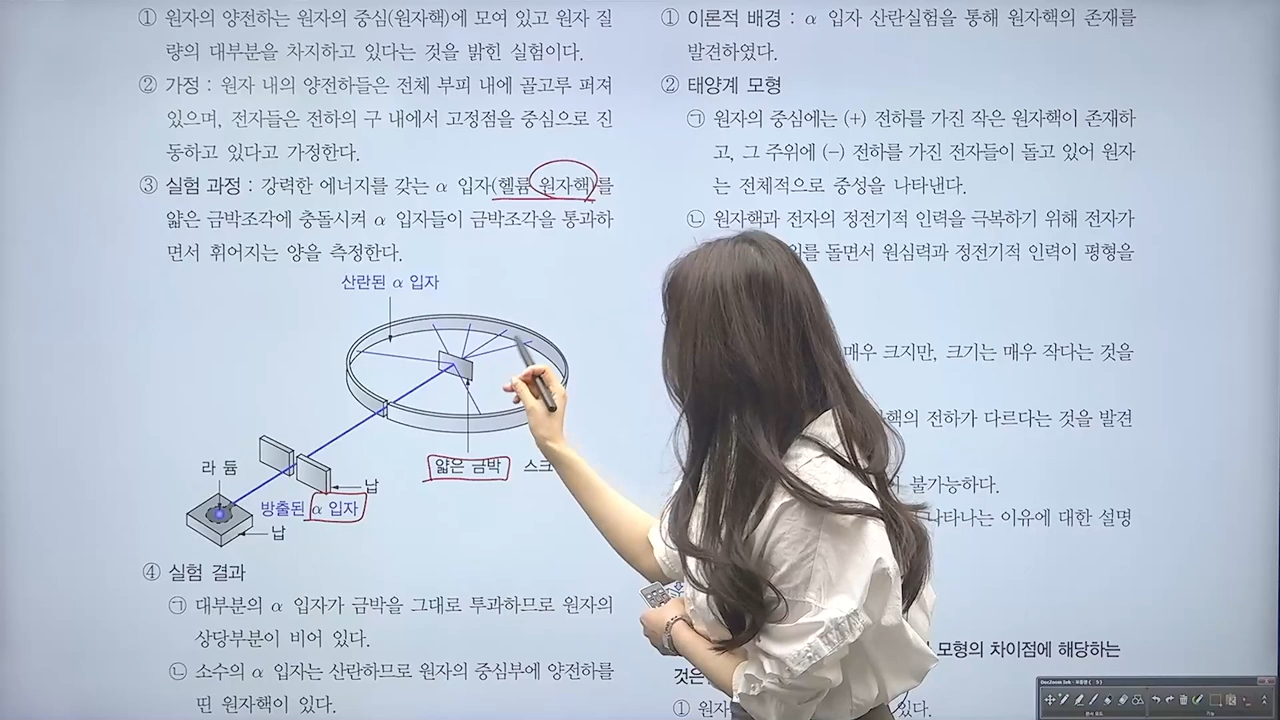 ① 원자의 양전하는 원자의 중심(원자핵)에 모여 있고 원자 질
량의 대부분을 차지하고 있다는 것을 밝힌 실험이다.
② 가정 : 원자 내의 양전하들은 전체 부피 내에 골고루 퍼져
있으며, 전자들은 전하의 구 내에서 고정점을 중심으로 진
동하고 있다고 가정한다.
③ 실험 과정 : 강력한 에너지를 갖는 α 입자(헬륨 원자핵)를
얇은 금박조각에 충돌시켜 α 입자들이 금박조각을 통과하
면서 휘어지는 양을 측정한다.
산란된 α 입자
얇은 금박
스크
라 듐
납
방출된 α 입자
납
④ 실험 결과
㉠ 대부분의 α 입자가 금박을 그대로 투과하므로 원자의
상당부분이 비어 있다.
㉡ 소수의 α 입자는 산란하므로 원자의 중심부에 양전하를
띤 원자핵이 있다.
① 이론적 배경 : α 입자 산란실험을 통해 원자핵의 존재를
발견하였다.
② 태양계 모형
㉠ 원자의 중심에는 (+) 전하를 가진 작은 원자핵이 존재하
고, 그 주위에 (−) 전하를 가진 전자들이 돌고 있어 원자
는 전체적으로 중성을 나타낸다.
㉡ 원자핵과 전자의 정전기적 인력을 극복하기 위해 전자가
위를 돌면서 원심력과 정전기적 인력이 평형을
매우 크지만, 크기는 매우 작다는 것을
핵의 전하가 다르다는 것을 발견
불가능하다.
나타나는 이유에 대한 설명
모형의 차이점에 해당하는
것은
① 원자 있다.